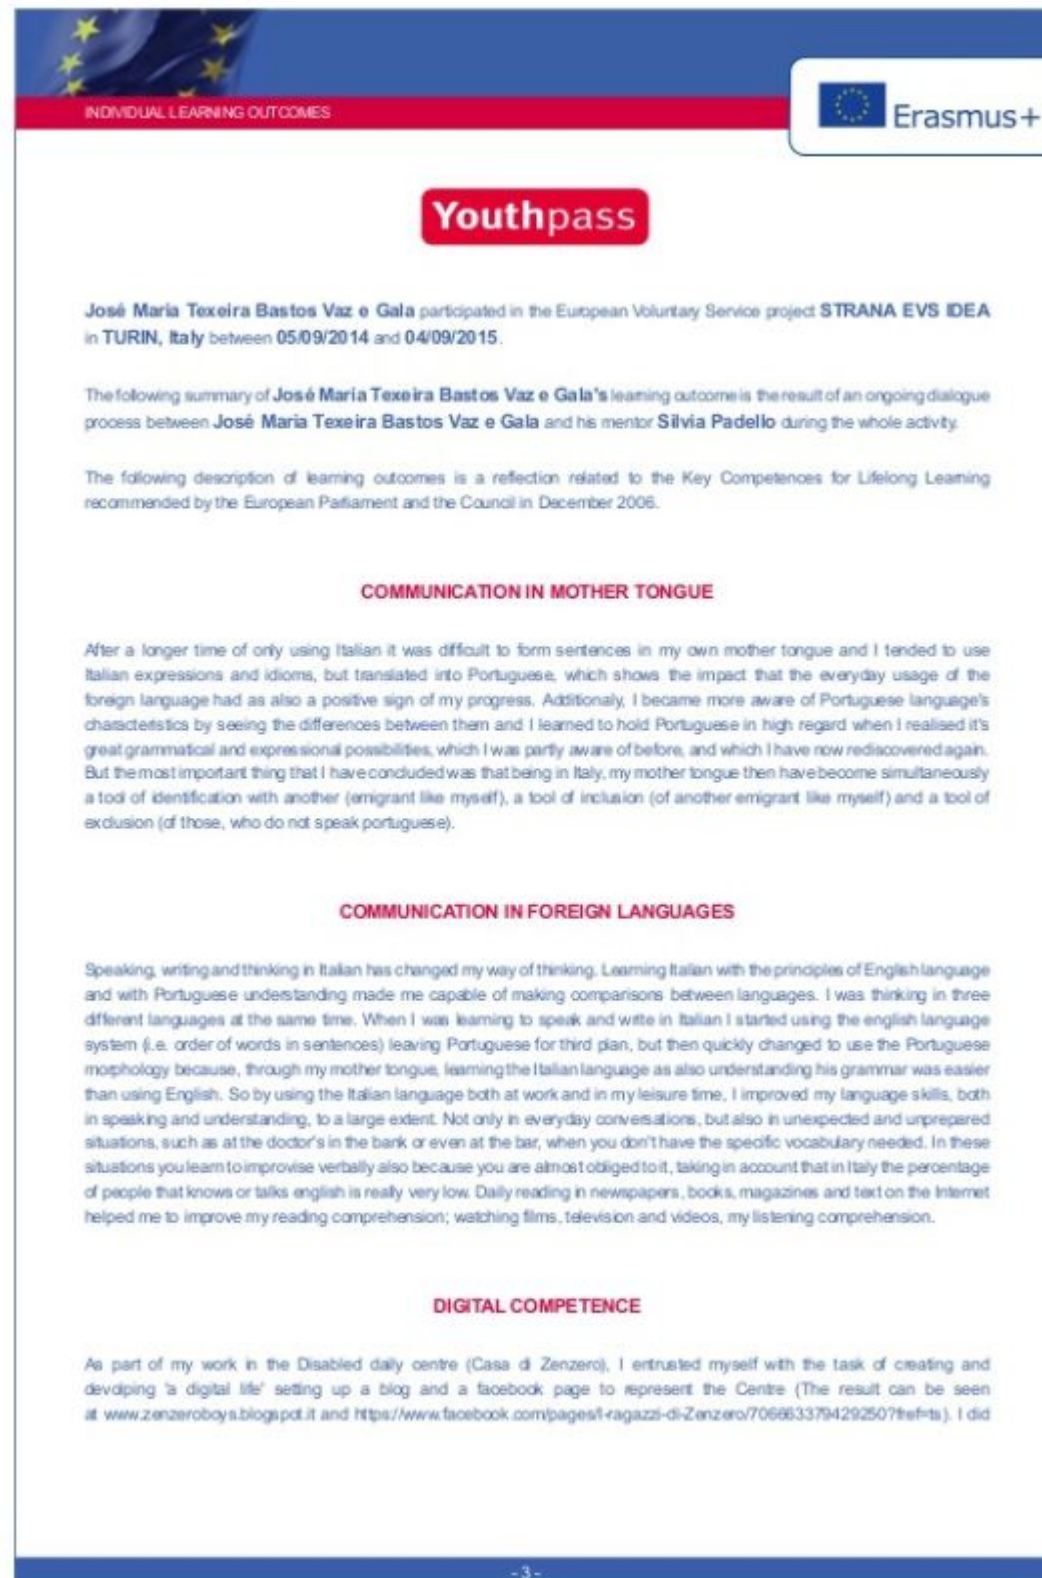 INDIVIDUAL LEARNING OUTCOMES
Erasmus+
Youthpass
José Maria Texeira Bastos Vaz e Gala participated in the European Voluntary Service project STRANA EVS IDEA
in TURIN, Italy between 05/09/2014 and 04/09/2015.
The following summary of José Maria Texeira Bastos Vaz e Gala's learning outcome is the result of an ongoing dialogue
process between José Maria Texeira Bastos Vaz e Gala and his mentor Silvia Padello during the whole activity.
The following description of learning outcomes is a reflection related to the Key Competences for Lifelong Learning
recommended by the European Parliament and the Council in December 2006.
COMMUNICATION IN MOTHER TONGUE
After a longer time of only using Italian it was difficult to form sentences in my own mother tongue and I tended to use
Italian expressions and idioms, but translated into Portuguese, which shows the impact that the everyday usage of the
foreign language had as also a positive sign of my progress. Additionaly, I became more aware of Portuguese language's
characteristics by seeing the differences between them and I learned to hold Portuguese in high regard when I realised it's
great grammatical and expressional possibilities, which I was partly aware of before, and which I have now rediscovered again.
But the most important thing that I have concluded was that being in Italy, my mother tongue then have become simultaneously
a tool of identification with another (emigrant like myself), a tool of inclusion (of another emigrant like myself) and a tool of
exclusion (of those, who do not speak portuguese).
COMMUNICATION IN FOREIGN LANGUAGES
Speaking, writing and thinking in Italian has changed my way of thinking. Learning Italian with the principles of English language
and with Portuguese understanding made me capable of making comparisons between languages. I was thinking in three
different languages at the same time. When I was learning to speak and write in Italian I started using the english language
system (i.e. order of words in sentences) leaving Portuguese for third plan, but then quickly changed to use the Portuguese
morphology because, through my mother tongue, learning the Italian language as also understanding his grammar was easier
than using English. So by using the Italian language both at work and in my leisure time, I improved my language skills, both
in speaking and understanding, to a large extent. Not only in everyday conversations, but also in unexpected and unprepared
situations, such as at the doctor's in the bank or even at the bar, when you don't have the specific vocabulary needed. In these
situations you learn to improvise verbally also because you are almost obliged to it, taking in account that in Italy the percentage
of people that knows or talks english is really very low. Daily reading in newspapers, books, magazines and text on the Internet
helped me to improve my reading comprehension; watching films, television and videos, my listening comprehension.
DIGITAL COMPETENCE
As part of my work in the Disabled daily centre (Casa di Zenzero), I entrusted myself with the task of creating and
devolping 'a digital life' setting up a blog and a facebook page to represent the Centre (The result can be seen
at www.zenzeroboys.blogspot.it and https://www.facebook.com/pages/I-ragazzi-di-Zenzero/706663379429250?fref=ts). I did
- 3 -